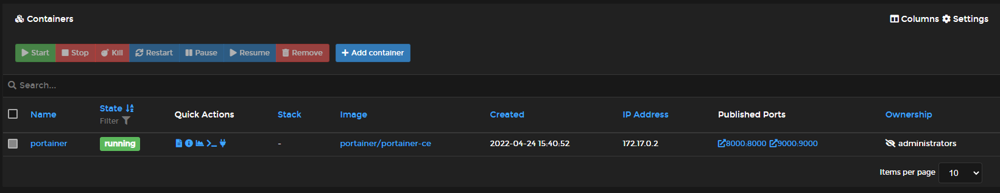 Containers Columns Settings
Start Stop Kill Restart Pause Resume Remove Add container
Search...
Name State Filter Quick Actions Stack Image Created IP Address Published Ports Ownership
portainer running - portainer/portainer-ce 2022-04-24 15:40:52 172.17.0.2 8000:8000 9000:9000 administrators
Items per page 10